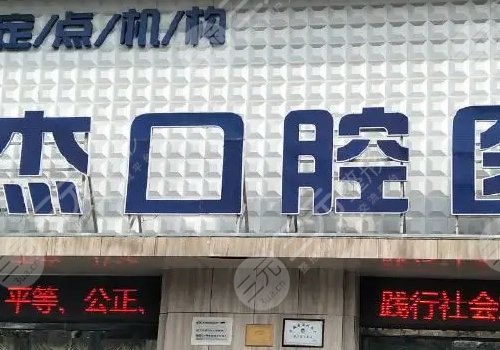 定/点/机/构
杰口腔医
平等、公正、
践行社会